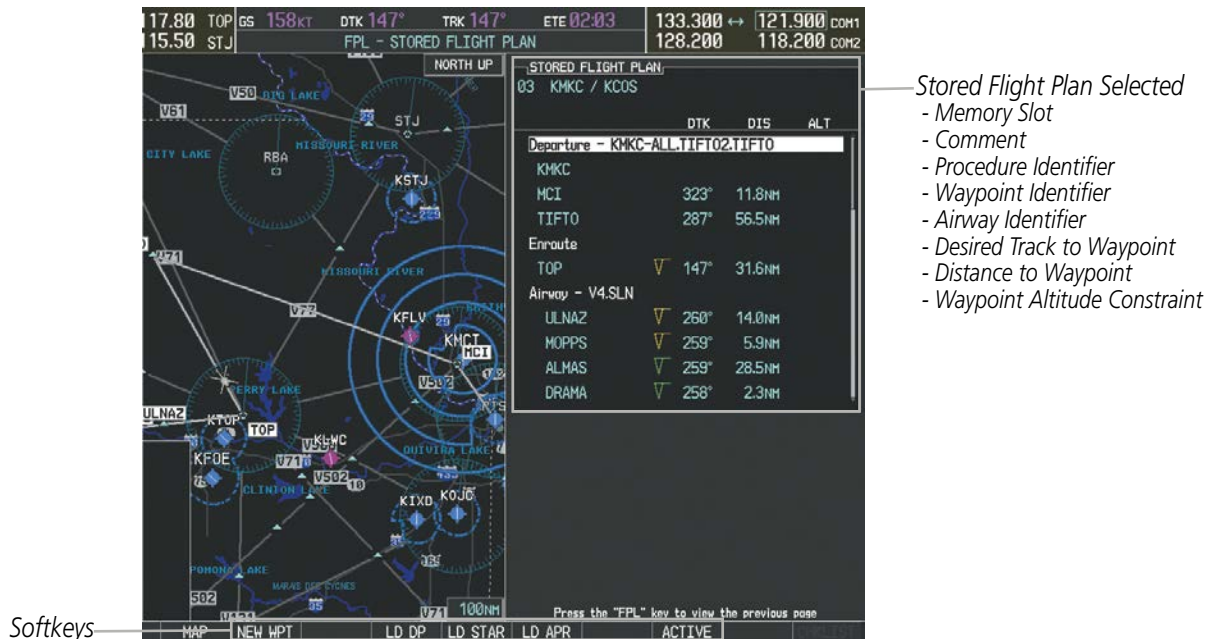 117.80 TOP GS 158KT DTK 147° TRK 147° ETE 02:03 133.300 ↔ 121.900 COM1
115.50 STJ FPL – STORED FLIGHT PLAN 128.200 118.200 COM2
NORTH UP
V50 BIG LAKE
V61
STJ
CITY LAKE
RBA
MISSOURI RIVER
KSTJ
V71
MISSOURI RIVER
V77
KFLV
KMCI
MCI
V502
PERRY LAKE
ULNAZ
KTOP
TOP
KLWC
QUIVIRA LAKE
KFOE
V71
V502
10
CLINTON LAKE
435
KIXD
KOJC
POMONA LAKE
169
MARAIS DES CYGNES
502
35
V131
V71
100NM
STORED FLIGHT PLAN
03 KMKC / KCOS
DTK DIS ALT
Departure – KMKC-ALL.TIFTO2.TIFTO
KMKC
MCI 323° 11.8NM
TIFTO 287° 56.5NM
Enroute
TOP V 147° 31.6NM
Airway – V4.SLN
ULNAZ V 260° 14.0NM
MOPPS V 259° 5.9NM
ALMAS V 259° 28.5NM
DRAMA V 258° 2.3NM
Press the "FPL" key to view the previous page
MAP NEW WPT LD DP LD STAR LD APR ACTIVE
Softkeys
Stored Flight Plan Selected
- Memory Slot
- Comment
- Procedure Identifier
- Waypoint Identifier
- Airway Identifier
- Desired Track to Waypoint
- Distance to Waypoint
- Waypoint Altitude Constraint